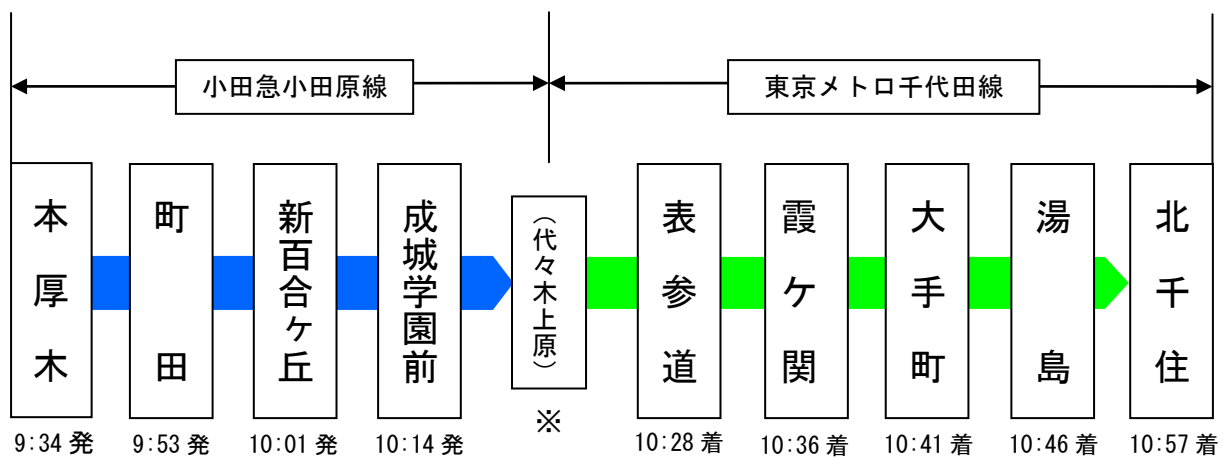 小田急小田原線
東京メトロ千代田線
本厚木
町田
新百合ヶ丘
成城学園前
（代々木上原）
表参道
霞ケ関
大手町
湯島
北千住
※
9:34 発
9:53 発
10:01 発
10:14 発
10:28 着
10:36 着
10:41 着
10:46 着
10:57 着